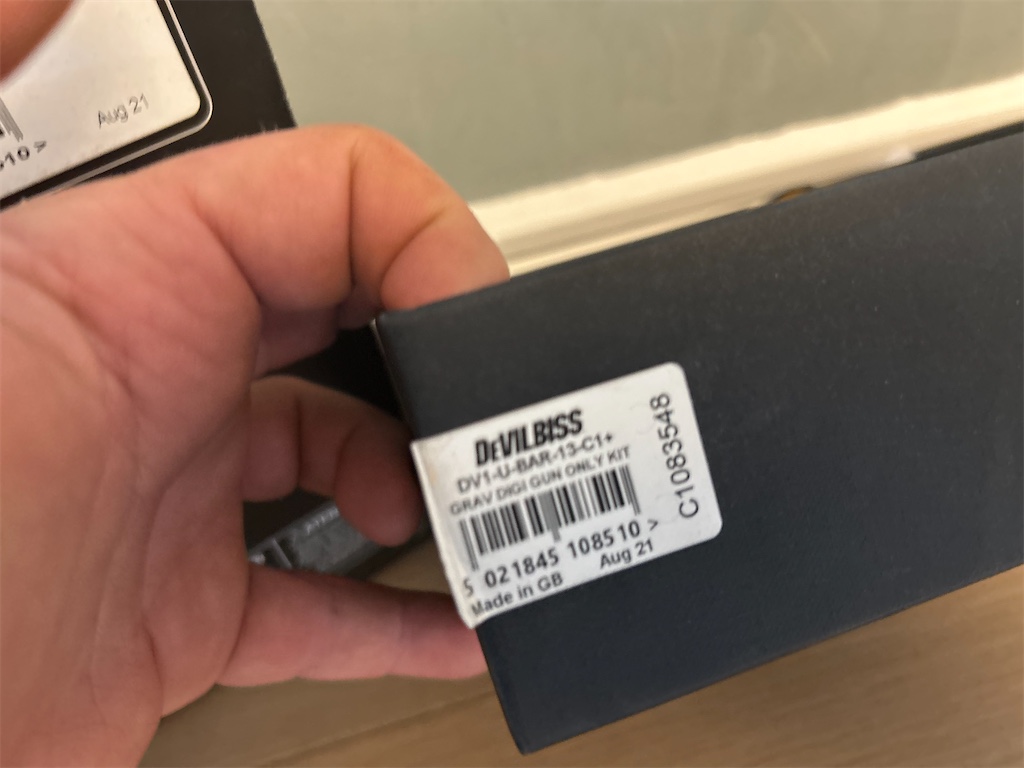 Aug 21
510 >
DEVILBISS
DV1-U-BAR-13-C1+
GRAV DIGI GUN ONLY KIT
5 021845 108510 >
Made in GB Aug 21
C1083548